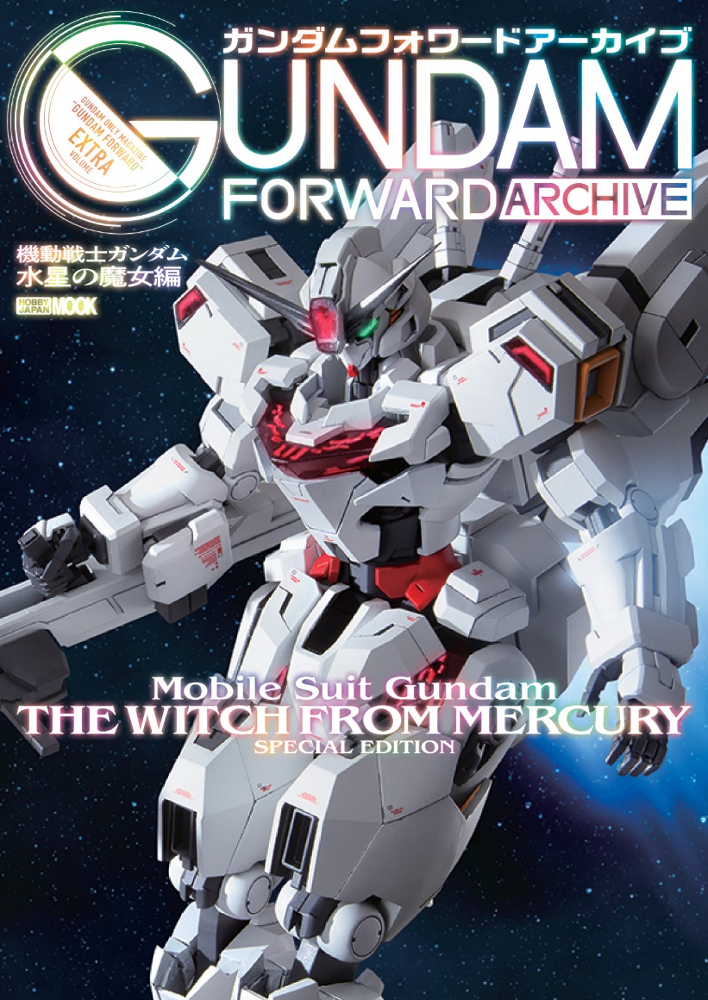 ガンダムフォワードアーカイブ
GUNDAM
FORWARD ARCHIVE
GUNDAM ONLY MAGAZINE
"GUNDAM FORWARD"
EXTRA
VOLUME
機動戦士ガンダム
水星の魔女編
HOBBY
JAPAN MOOK
Mobile Suit Gundam
THE WITCH FROM MERCURY
SPECIAL EDITION